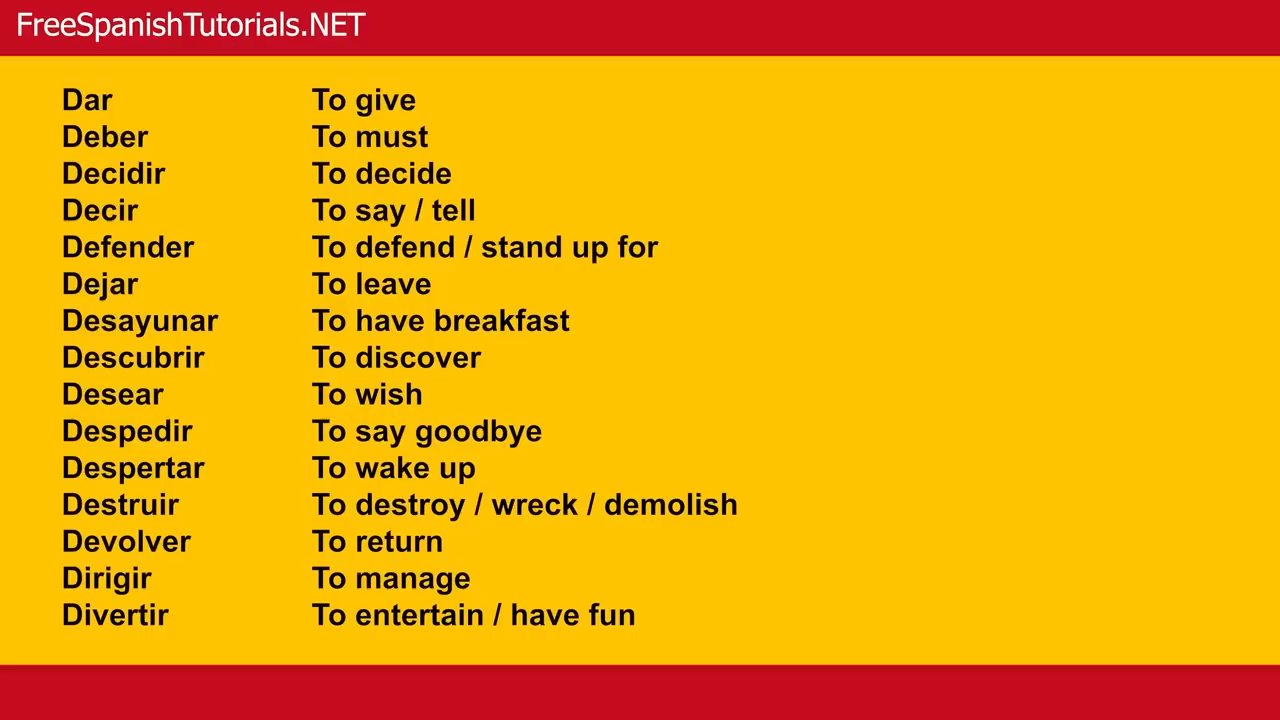 FreeSpanishTutorials.NET
Dar To give
Deber To must
Decidir To decide
Decir To say / tell
Defender To defend / stand up for
Dejar To leave
Desayunar To have breakfast
Descubrir To discover
Desear To wish
Despedir To say goodbye
Despertar To wake up
Destruir To destroy / wreck / demolish
Devolver To return
Dirigir To manage
Divertir To entertain / have fun